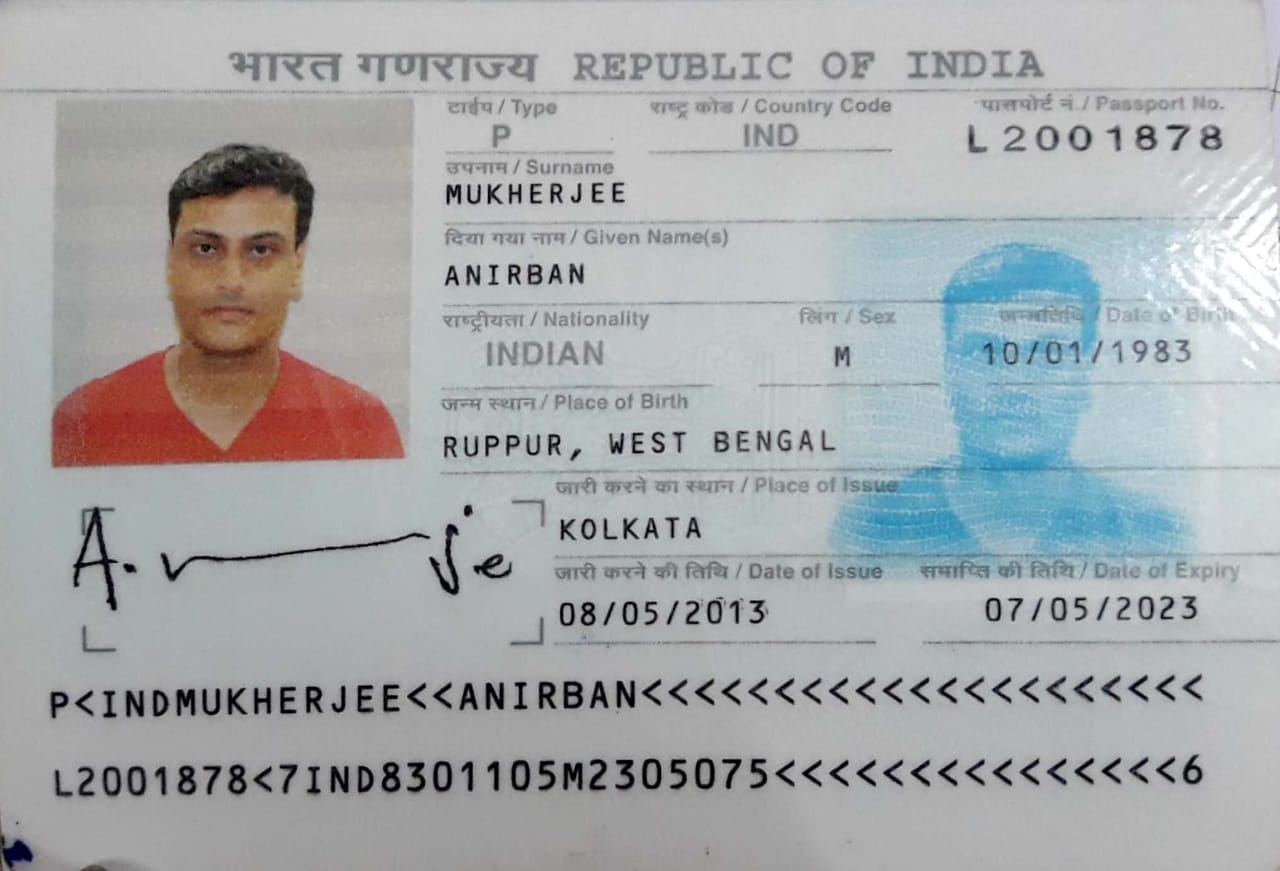 भारत गणराज्य REPUBLIC OF INDIA
टाईप / Type राष्ट्र कोड / Country Code पासपोर्ट नं. / Passport No.
P IND L2001878
उपनाम / Surname
MUKHERJEE
दिया गया नाम / Given Name(s)
ANIRBAN
राष्ट्रीयता / Nationality लिंग / Sex जन्मतिथि / Date of Birth
INDIAN M 10/01/1983
जन्म स्थान / Place of Birth
RUPPUR, WEST BENGAL
जारी करने का स्थान / Place of Issue
KOLKATA
A. Je
जारी करने की तिथि / Date of Issue समाप्ति की तिथि / Date of Expiry
08/05/2013 07/05/2023
P<INDMUKHERJEE<<ANIRBAN<<<<<<<<<<<<<<<<<<<<<
L2001878<7IND8301105M2305075<<<<<<<<<<<<<<<6